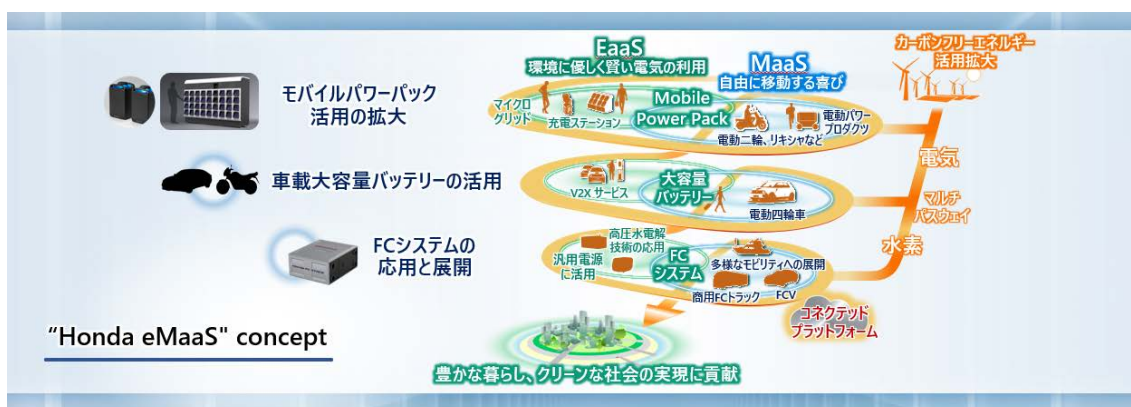 EaaS
環境に優しく賢い電気の利用
MaaS
自由に移動する喜び
カーボンフリーエネルギー
活用拡大
モバイルパワーパック
活用の拡大
マイクロ
グリッド
充電ステーション
Mobile
Power Pack
電動二輪、リキシャなど
電動パワー
プロダクツ
電気
車載大容量バッテリーの活用
V2X サービス
大容量
バッテリー
電動四輪車
マルチ
パスウェイ
水素
FCシステムの
応用と展開
高圧水電解
技術の応用
汎用電源
に活用
FC
システム
多様なモビリティへの展開
商用FCトラック
FCV
コネクテッド
プラットフォーム
"Honda eMaaS" concept
豊かな暮らし、クリーンな社会の実現に貢献